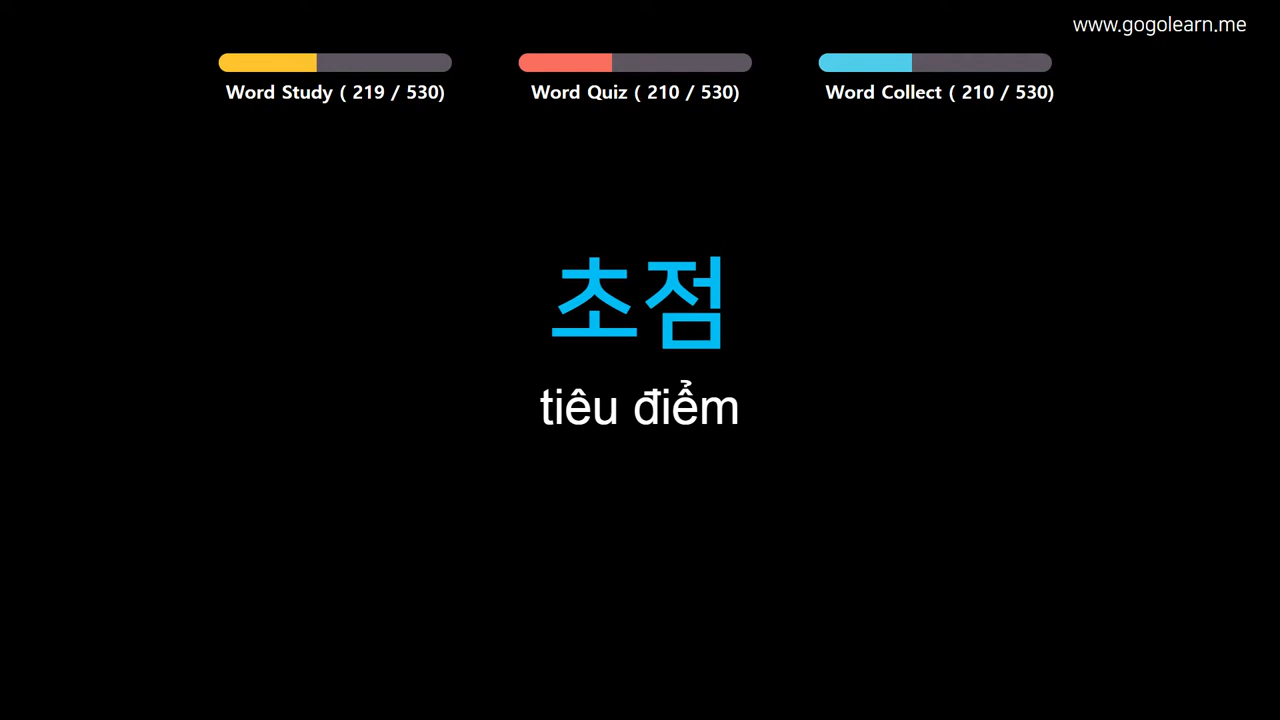 www.gogolearn.me
Word Study ( 219 / 530)
Word Quiz ( 210 / 530)
Word Collect ( 210 / 530)
초점
tiêu điểm